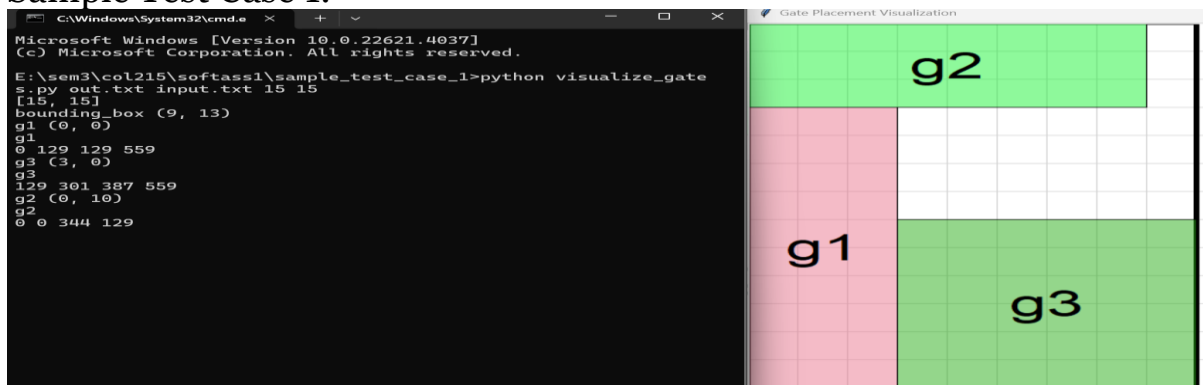 Sample Test Case 1:
C:\Windows\System32\cmd.e × + ⌄
Microsoft Windows [Version 10.0.22621.4037]
(c) Microsoft Corporation. All rights reserved.
E:\sem3\col215\softass1\sample_test_case_1>python visualize_gate
s.py out.txt input.txt 15 15
[15, 15]
bounding_box (9, 13)
g1 (0, 0)
g1
0 129 129 559
g3 (3, 0)
g3
129 301 387 559
g2 (0, 10)
g2
0 0 344 129
Gate Placement Visualization
g2
g1
g3